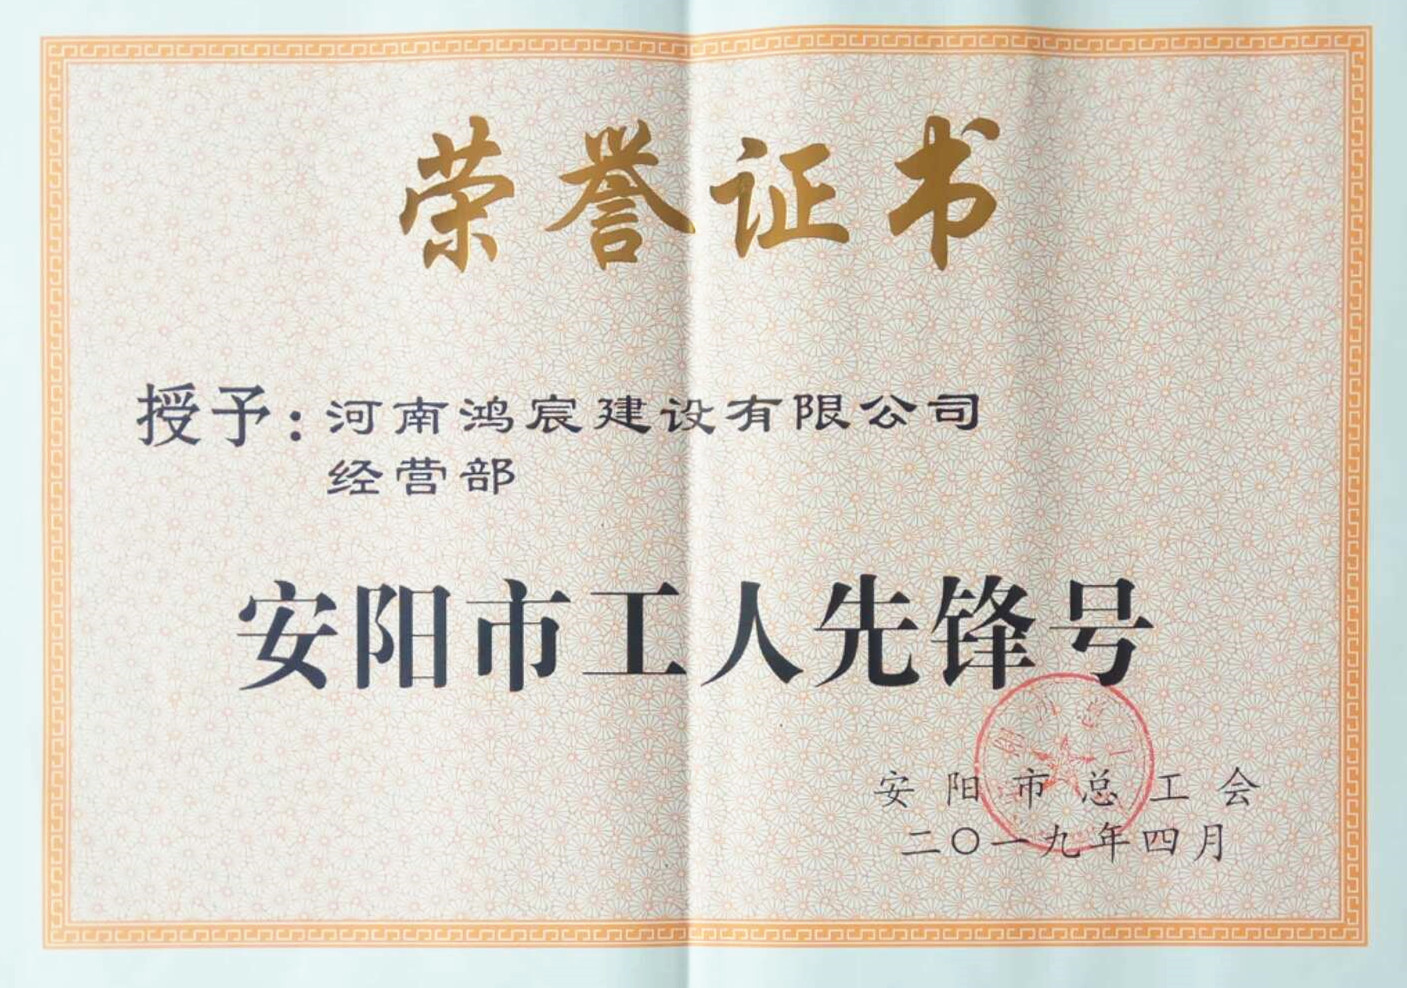 荣誉证书
授予:河南鸿宸建设有限公司
经营部
安阳市工人先锋号
安阳市总工会
二〇一九年四月